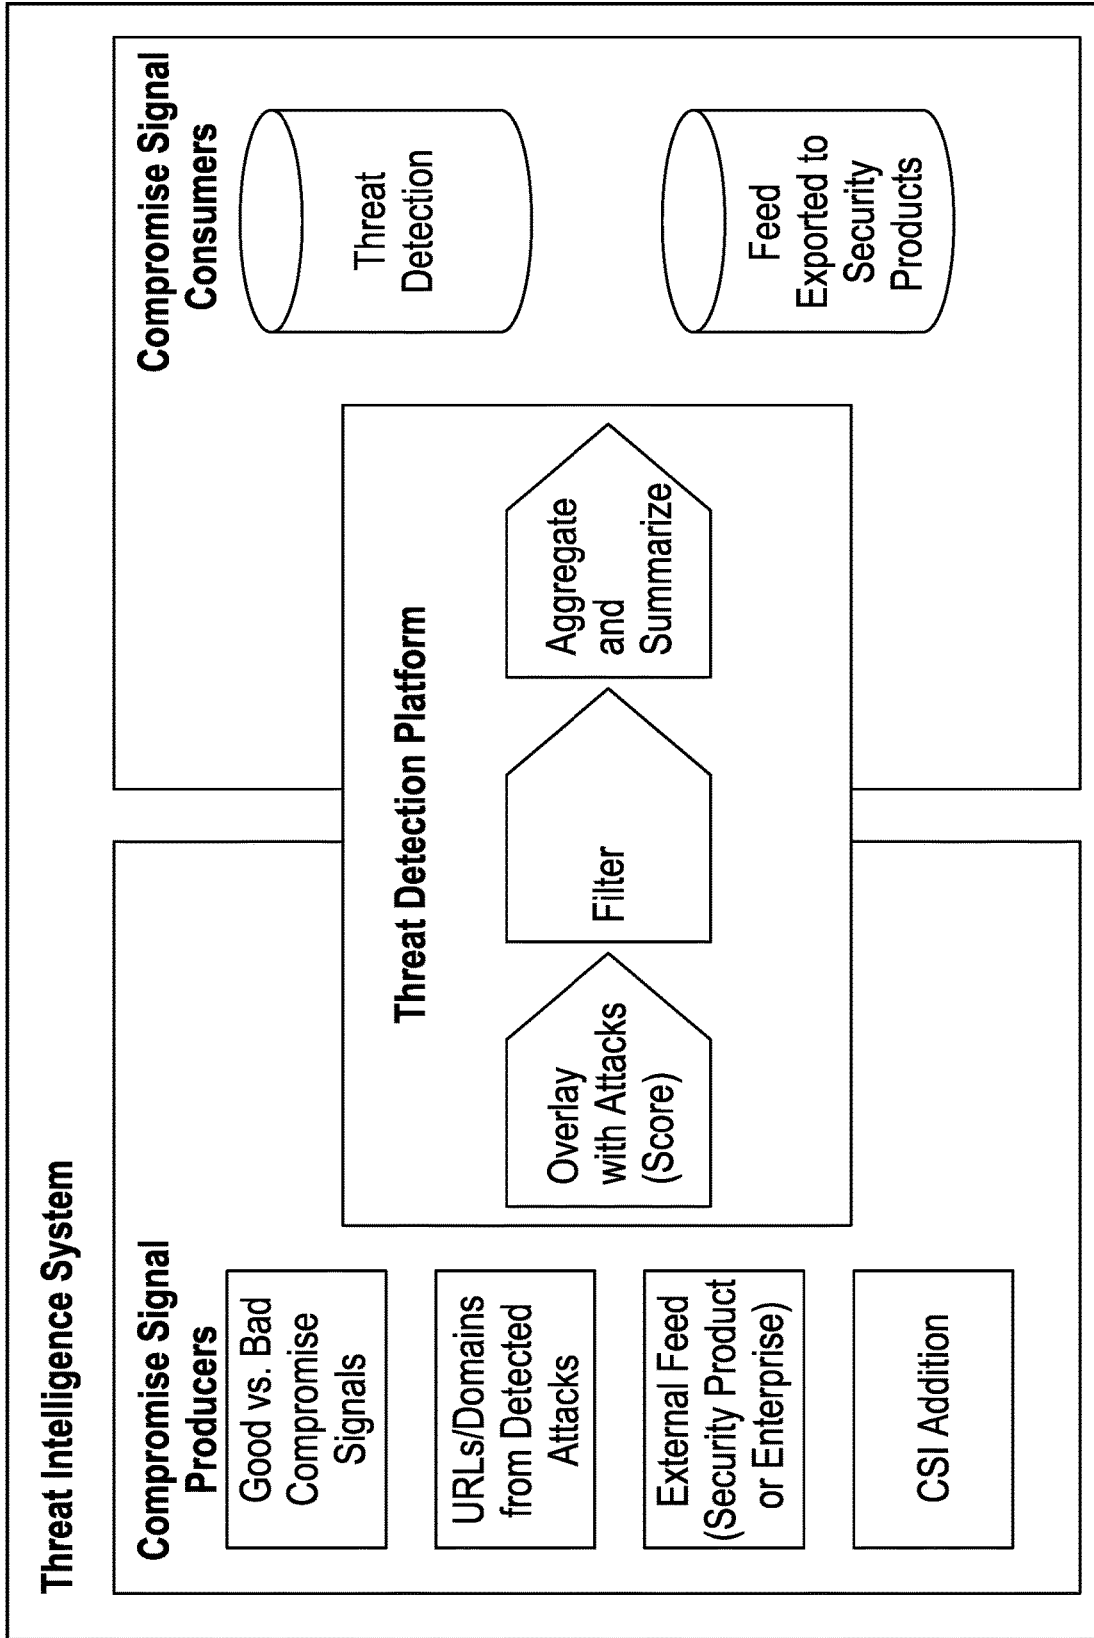 Threat Intelligence System
Compromise Signal
Producers
Good vs. Bad
Compromise
Signals
URLs/Domains
from Detected
Attacks
External Feed
(Security Product
or Enterprise)
CSI Addition
Threat Detection Platform
Overlay
with Attacks
(Score)
Filter
Aggregate
and
Summarize
Compromise Signal
Consumers
Threat
Detection
Feed
Exported to
Security
Products